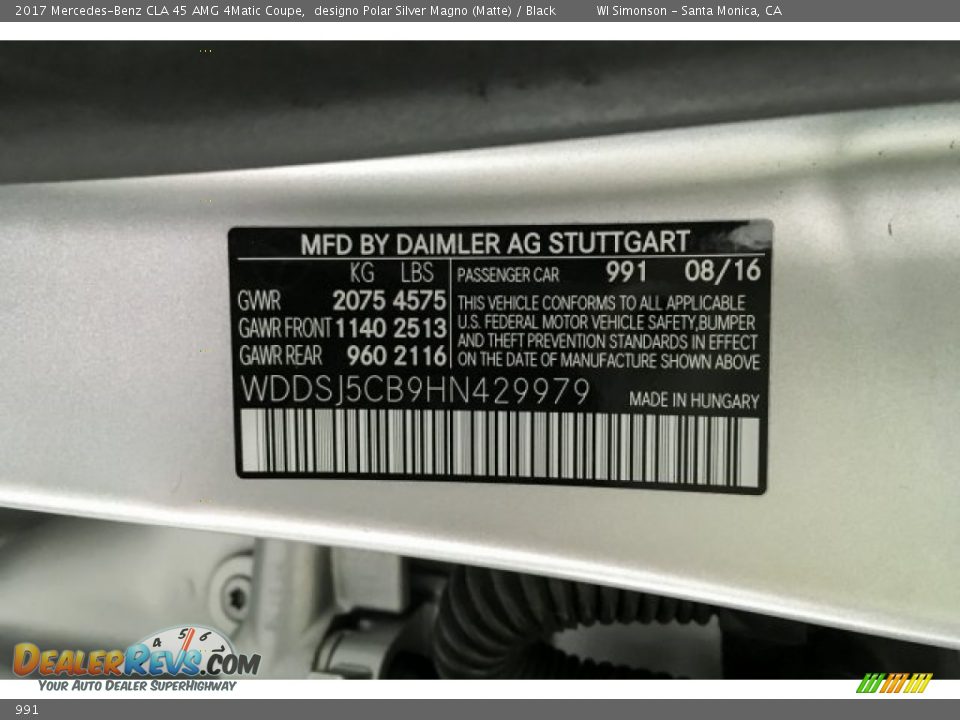 2017 Mercedes-Benz CLA 45 AMG 4Matic Coupe, designo Polar Silver Magno (Matte) / Black WI Simonson - Santa Monica, CA
MFD BY DAIMLER AG STUTTGART
KG LBS
GVWR 2075 4575
GAWR FRONT 1140 2513
GAWR REAR 960 2116
PASSENGER CAR 991 08/16
THIS VEHICLE CONFORMS TO ALL APPLICABLE
U.S. FEDERAL MOTOR VEHICLE SAFETY,BUMPER
AND THEFT PREVENTION STANDARDS IN EFFECT
ON THE DATE OF MANUFACTURE SHOWN ABOVE
WDDSJ5CB9HN429979 MADE IN HUNGARY
4 5 6 7
DEALERREVS.COM
YOUR AUTO DEALER SUPERHIGHWAY
991